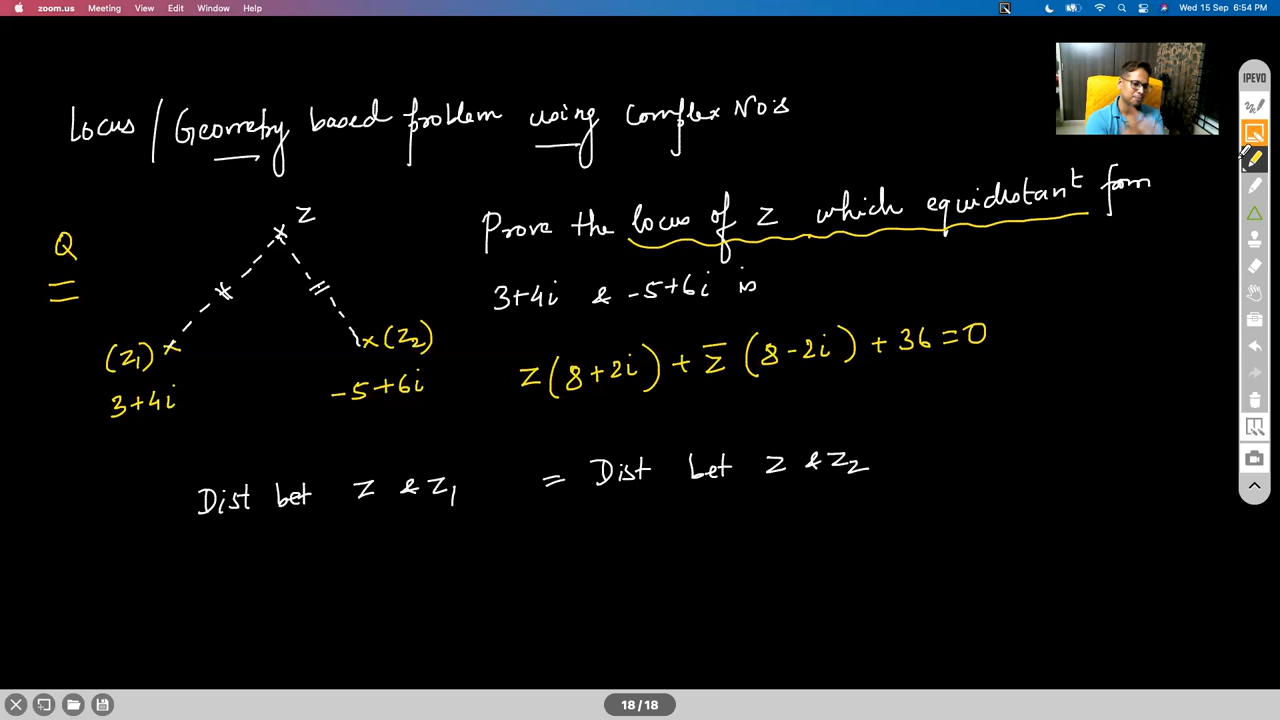 zoom.us Meeting View Edit Window Help Wed 15 Sep 6:54 PM
IPEVO
Locus / Geometry based problem using complex No's
Q
Z
Prove the locus of Z which equidistant form
3+4i & -5+6i is
(Z1) (Z2)
3+4i -5+6i
Z(8+2i) + Z̅(8-2i) + 36 = 0
Dist bet Z & Z1 = Dist bet Z & Z2
18 / 18